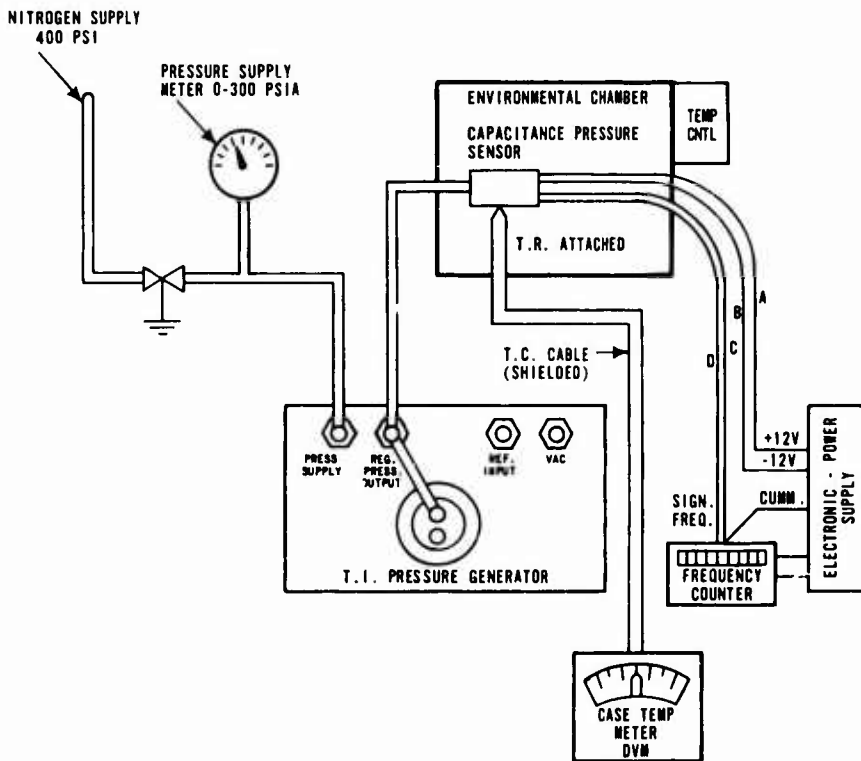 NITROGEN SUPPLY
400 PSI
PRESSURE SUPPLY
METER 0-300 PSIA
ENVIRONMENTAL CHAMBER
CAPACITANCE PRESSURE
SENSOR
TEMP
CNTL
T.R. ATTACHED
A
B
C
D
T.C. CABLE
(SHIELDED)
PRESS
SUPPLY
REG.
PRESS.
OUTPUT
REF.
INPUT
VAC
T.I. PRESSURE GENERATOR
+12V
-12V
SIGN.
FREQ.
CUMM.
ELECTRONIC - POWER
SUPPLY
FREQUENCY
COUNTER
CASE TEMP
METER
DVM